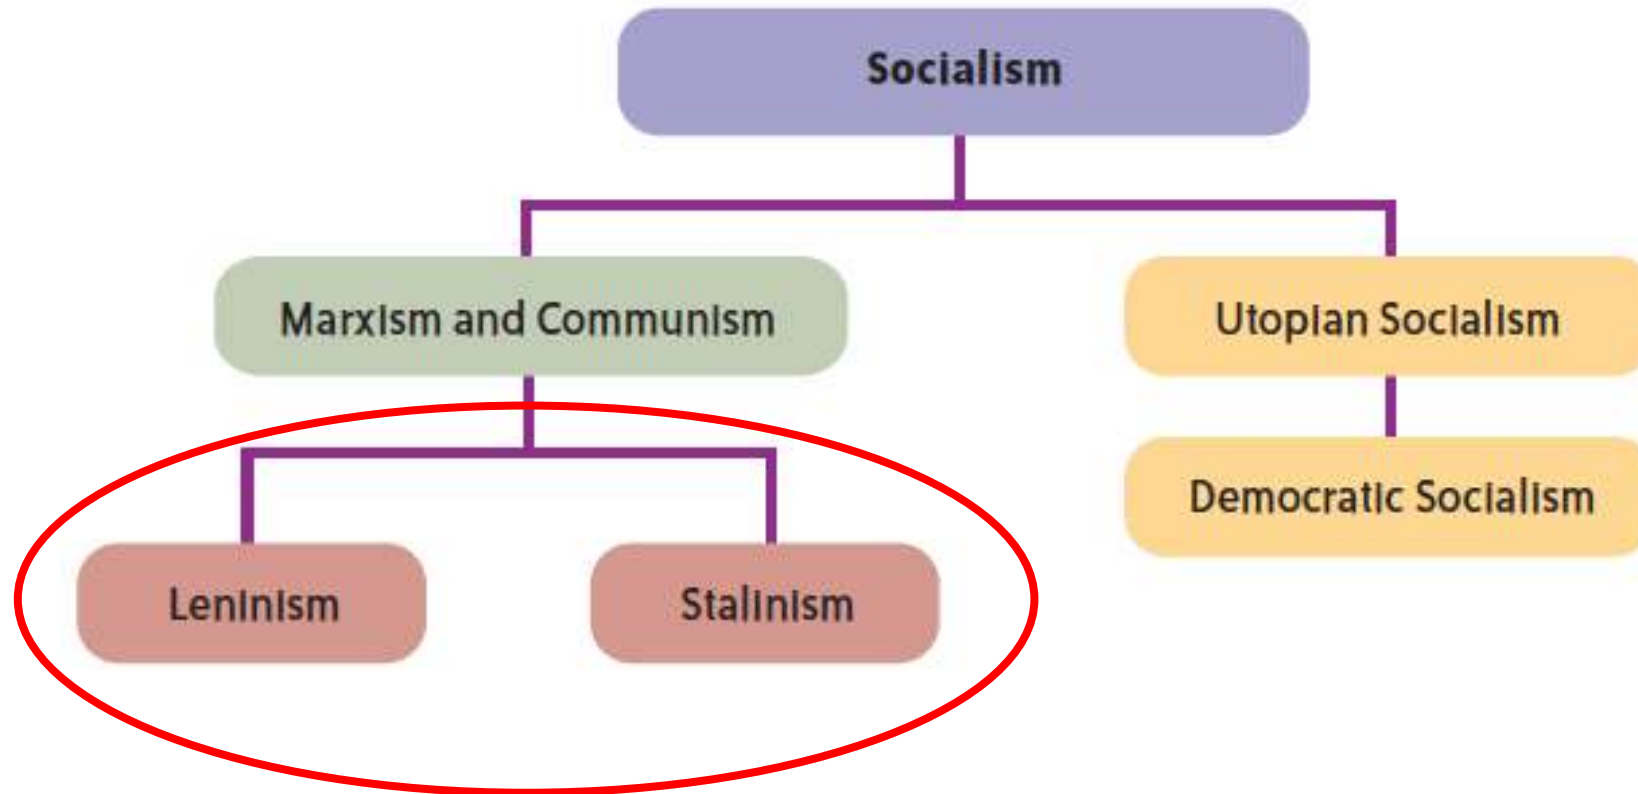 Socialism
Marxism and Communism
Utopian Socialism
Democratic Socialism
Leninism
Stalinism